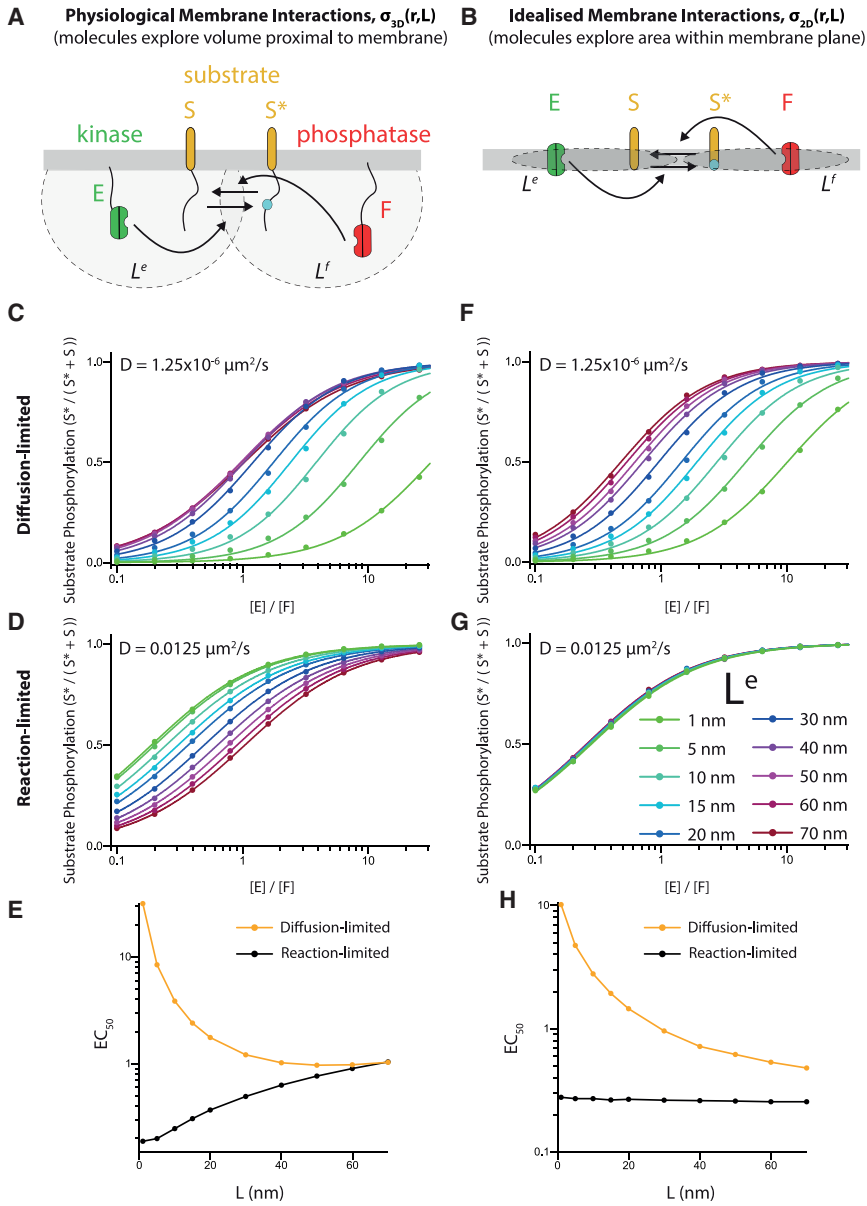 A
Physiological Membrane Interactions, σ3D(r,L)
(molecules explore volume proximal to membrane)
substrate
S
S*
kinase
phosphatase
E
F
Lᵉ
Lᶠ
B
Idealised Membrane Interactions, σ2D(r,L)
(molecules explore area within membrane plane)
E
S
S*
F
Lᵉ
Lᶠ
Diffusion-limited
C
D = 1.25x10⁻⁶ μm²/s
Substrate Phosphorylation (S* / ( S* + S ))
1.0
0.5
0.0
0.1
1
10
[E] / [F]
F
D = 1.25x10⁻⁶ μm²/s
Substrate Phosphorylation (S* / ( S* + S ))
1.0
0.5
0.0
0.1
1
10
[E] / [F]
Reaction-limited
D
D = 0.0125 μm²/s
Substrate Phosphorylation (S* / ( S* + S ))
1.0
0.5
0.0
0.1
1
10
[E] / [F]
G
D = 0.0125 μm²/s
Substrate Phosphorylation (S* / ( S* + S ))
1.0
0.5
0.0
0.1
1
10
[E] / [F]
Lᵉ
1 nm
5 nm
10 nm
15 nm
20 nm
30 nm
40 nm
50 nm
60 nm
70 nm
E
Diffusion-limited
Reaction-limited
EC50
10
1
0
20
40
60
L (nm)
H
Diffusion-limited
Reaction-limited
EC50
10
1
0.1
0
20
40
60
L (nm)